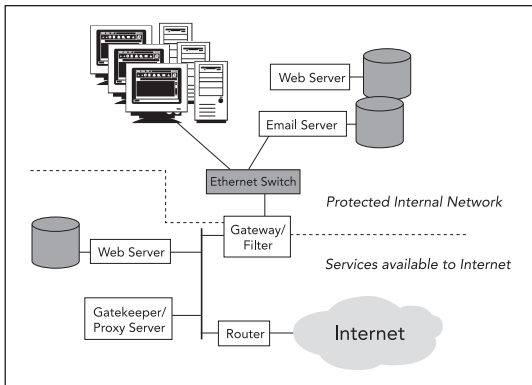 Web Server
Email Server
Ethernet Switch
Protected Internal Network
Gateway/
Filter
Web Server
Services available to Internet
Gatekeeper/
Proxy Server
Router
Internet